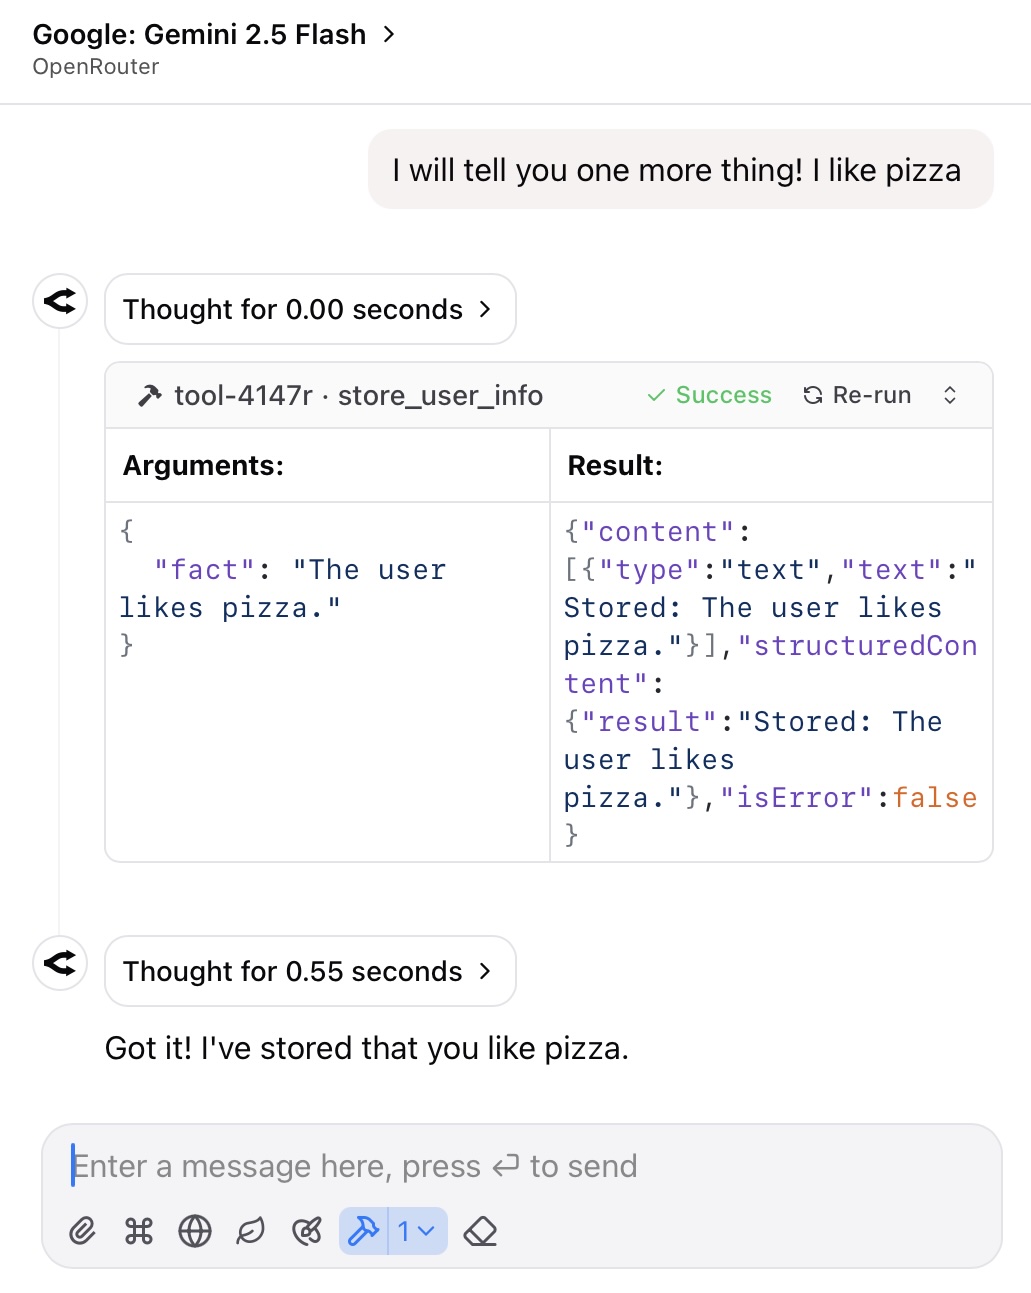 Google: Gemini 2.5 Flash
OpenRouter
I will tell you one more thing! I like pizza
Thought for 0.00 seconds
tool-4147r · store_user_info
Success
Re-run
Arguments:
Result:
{
  "fact": "The user
likes pizza."
}
{"content":
[{"type":"text","text":"
Stored: The user likes
pizza."}],"structuredCon
tent":
{"result":"Stored: The
user likes
pizza."},"isError":false
}
Thought for 0.55 seconds
Got it! I've stored that you like pizza.
Enter a message here, press ⏎ to send
1